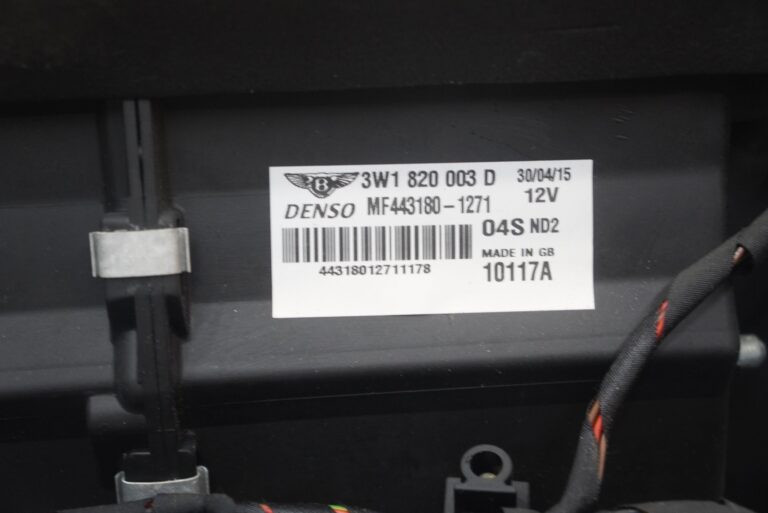 B 3W1 820 003 D 30/04/15
DENSO MF443180-1271 12V
04S ND2
MADE IN GB
44318012711178 10117A